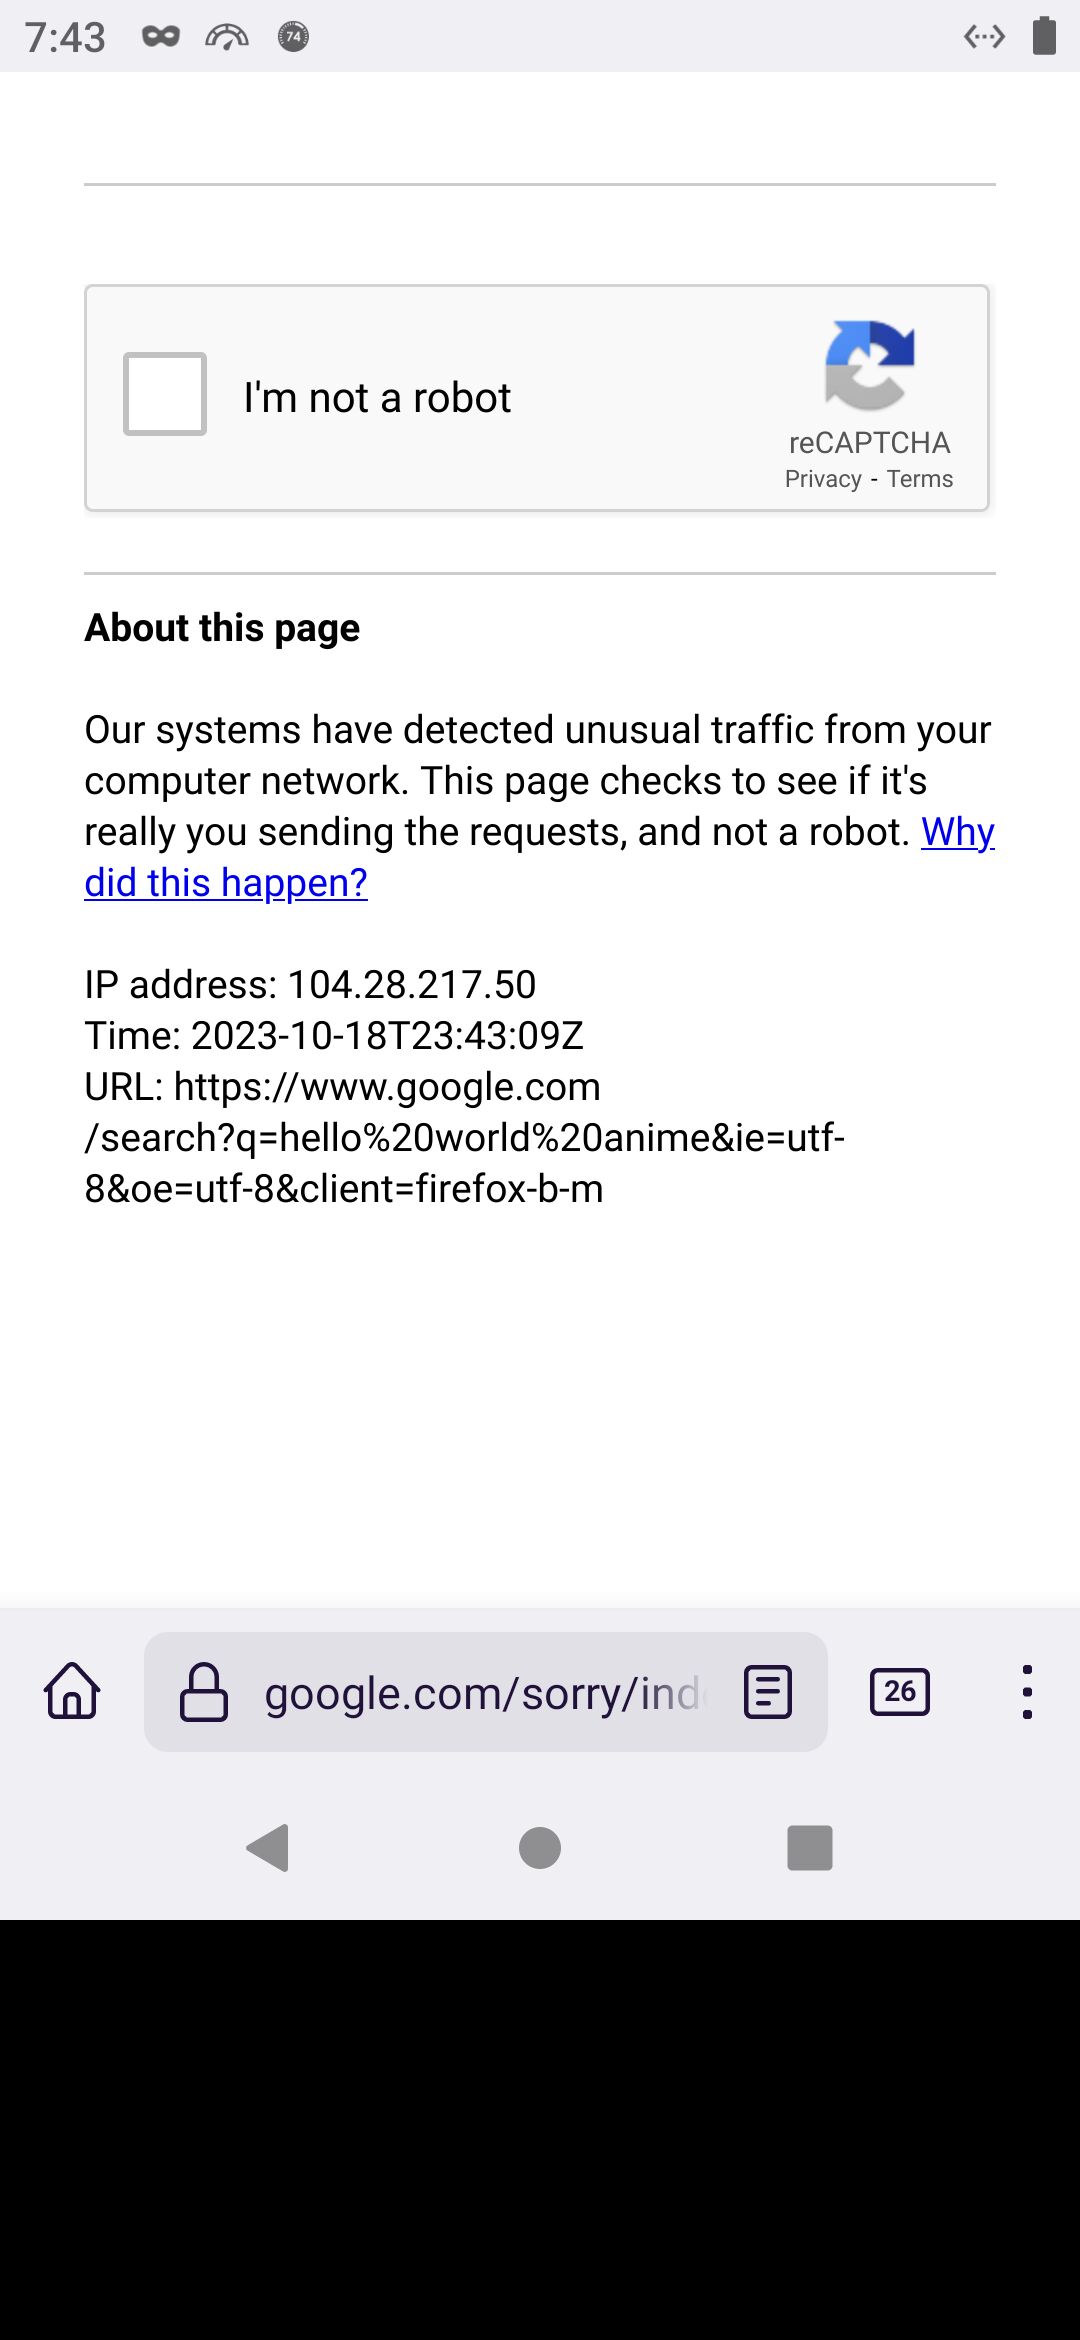 7:43
74
I'm not a robot
reCAPTCHA
Privacy - Terms
About this page
Our systems have detected unusual traffic from your
computer network. This page checks to see if it's
really you sending the requests, and not a robot. Why
did this happen?
IP address: 104.28.217.50
Time: 2023-10-18T23:43:09Z
URL: https://www.google.com
/search?q=hello%20world%20anime&ie=utf-
8&oe=utf-8&client=firefox-b-m
google.com/sorry/ind
26